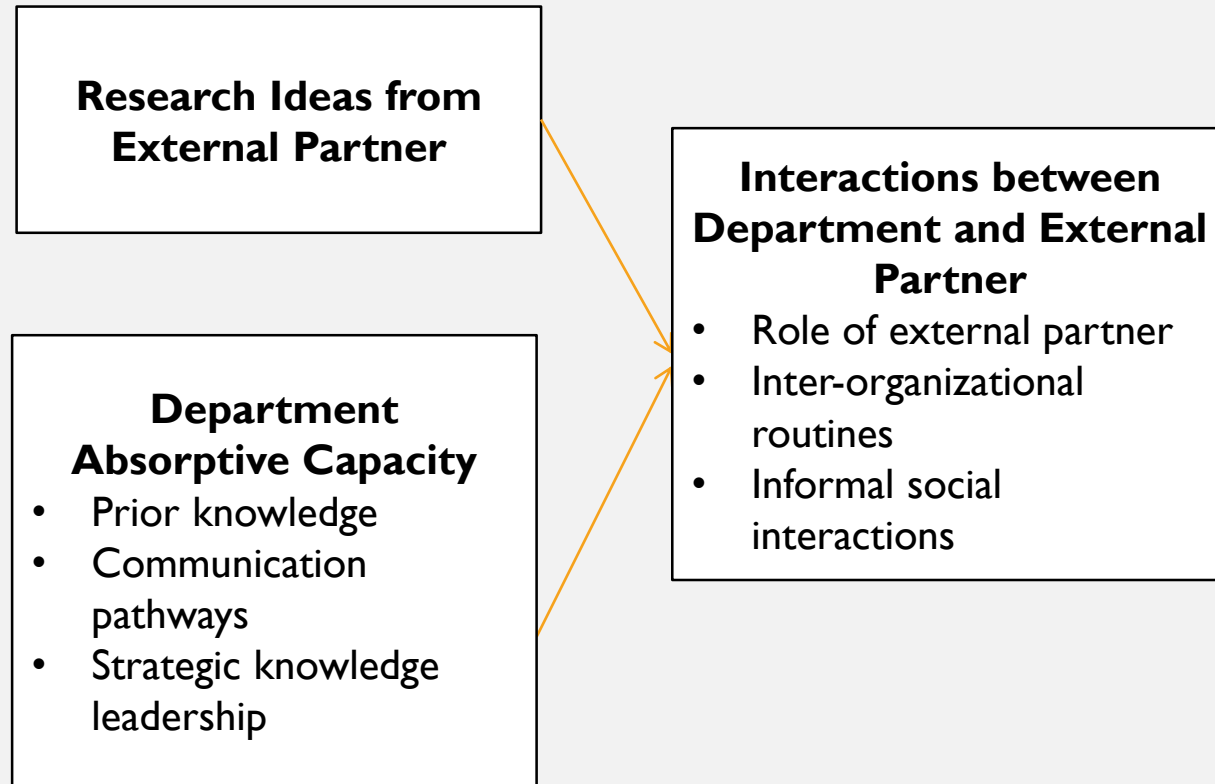 Research Ideas from
External Partner
Department
Absorptive Capacity
• Prior knowledge
• Communication
pathways
• Strategic knowledge
leadership
Interactions between
Department and External
Partner
• Role of external partner
• Inter-organizational
routines
• Informal social
interactions